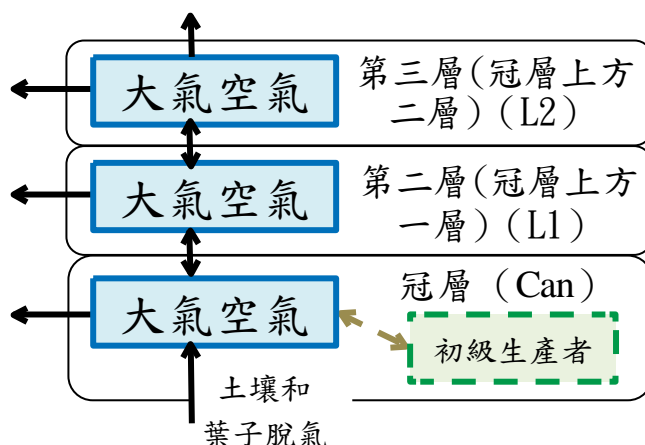 大氣空氣
第三層(冠層上方
二層)(L2)
大氣空氣
第二層(冠層上方
一層)(L1)
冠層 (Can)
大氣空氣
初級生產者
土壤和
葉子脫氣